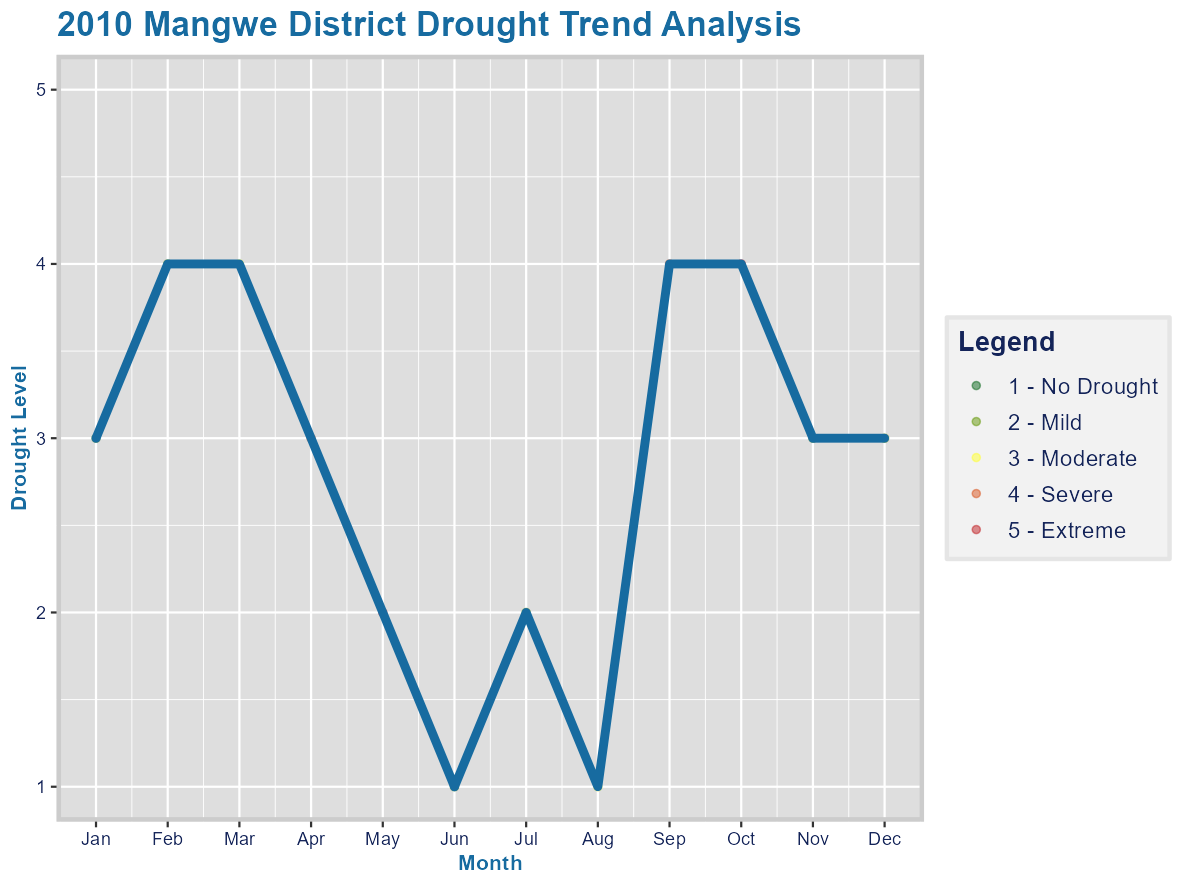 2010 Mangwe District Drought Trend Analysis
5
4
3
2
1
Drought Level
Jan Feb Mar Apr May Jun Jul Aug Sep Oct Nov Dec
Month
Legend
1 - No Drought
2 - Mild
3 - Moderate
4 - Severe
5 - Extreme